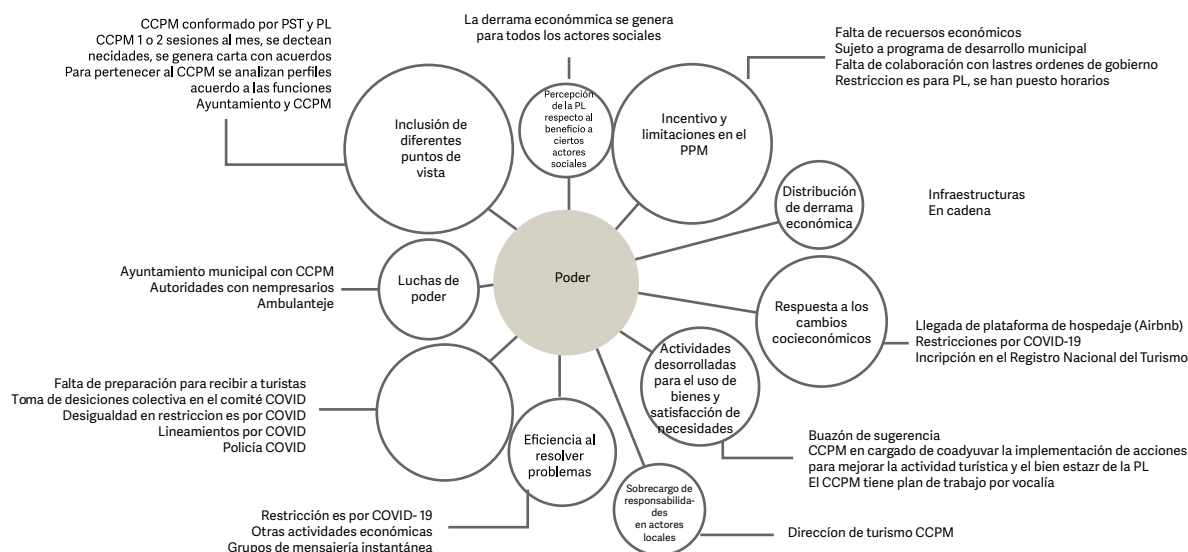 CCPM conformado por PST y PL
CCPM 1 o 2 sesiones al mes, se dectean
necidades, se genera carta con acuerdos
Para pertenecer al CCPM se analizan perfiles
acuerdo a las funciones
Ayuntamiento y CCPM
Inclusión de
diferentes
puntos de
vista
La derrama econömmica se genera
para todos los actores sociales
Percepción
de la PL
respecto al
beneficio a
ciertos
actores
sociales
Falta de recuersos económicos
Sujeto a programa de desarrollo municipal
Falta de colaboración con lastres ordenes de gobierno
Restriccion es para PL, se han puesto horarios
Incentivo y
limitaciones en el
PPM
Distribución
de derrama
económica
Infraestructuras
En cadena
Poder
Ayuntamiento municipal con CCPM
Autoridades con nempresarios
Ambulanteje
Luchas de
poder
Respuesta a los
cambios
cocieconómicos
Llegada de plataforma de hospedaje (Airbnb)
Restricciones por COVID-19
Incripción en el Registro Nacional del Turismo
Actividades
desorrolladas
para el uso de
bienes y
satisfacción de
necesidades
Buazón de sugerencia
CCPM en cargado de coadyuvar la implementación de acciones
para mejorar la actividad turística y el bien estazr de la PL
El CCPM tiene plan de trabajo por vocalía
Falta de preparación para recibir a turistas
Toma de desiciones colectiva en el comité COVID
Desigualdad en restriccion es por COVID
Lineamientos por COVID
Policía COVID
Eficiencia al
resolver
problemas
Restricción es por COVID- 19
Otras actividades económicas
Grupos de mensajería instantánea
Sobrecargo de
responsabilida-
des
en actores
locales
Direccíon de turismo CCPM